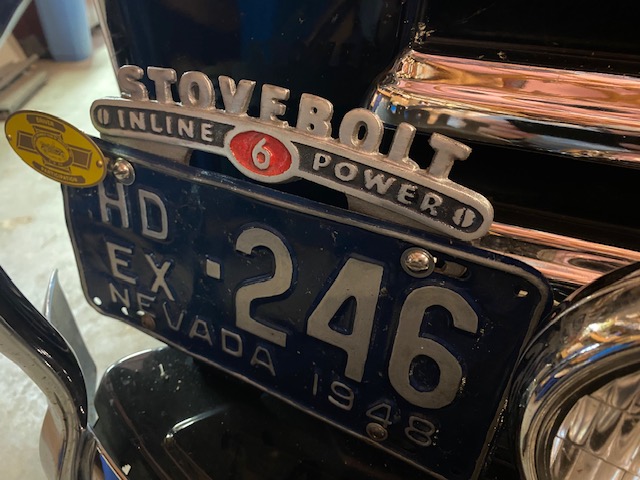 STOVEBOLT
INLINE 6 POWER
HD
EX -246
NEVADA 1948